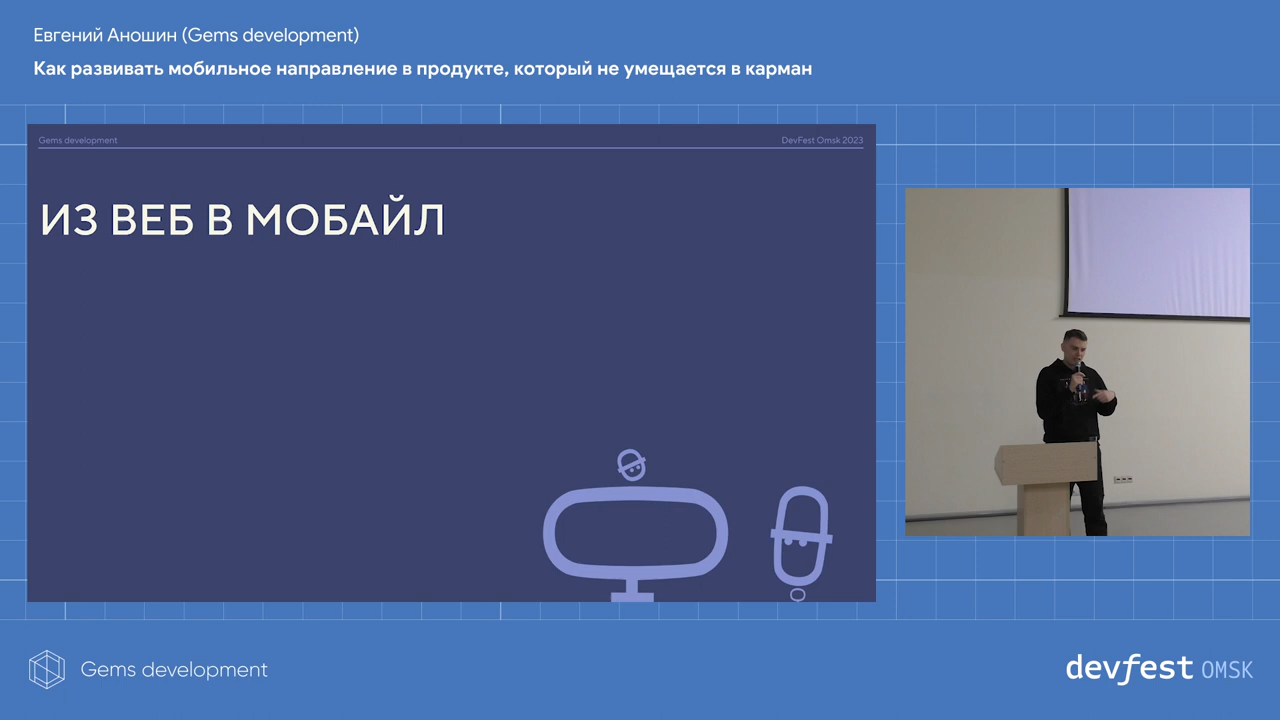 Евгений Аношин (Gems development)
Как развивать мобильное направление в продукте, который не умещается в карман
Gems development
DevFest Omsk 2023
ИЗ ВЕБ В МОБАЙЛ
Gems development
devfest OMSK